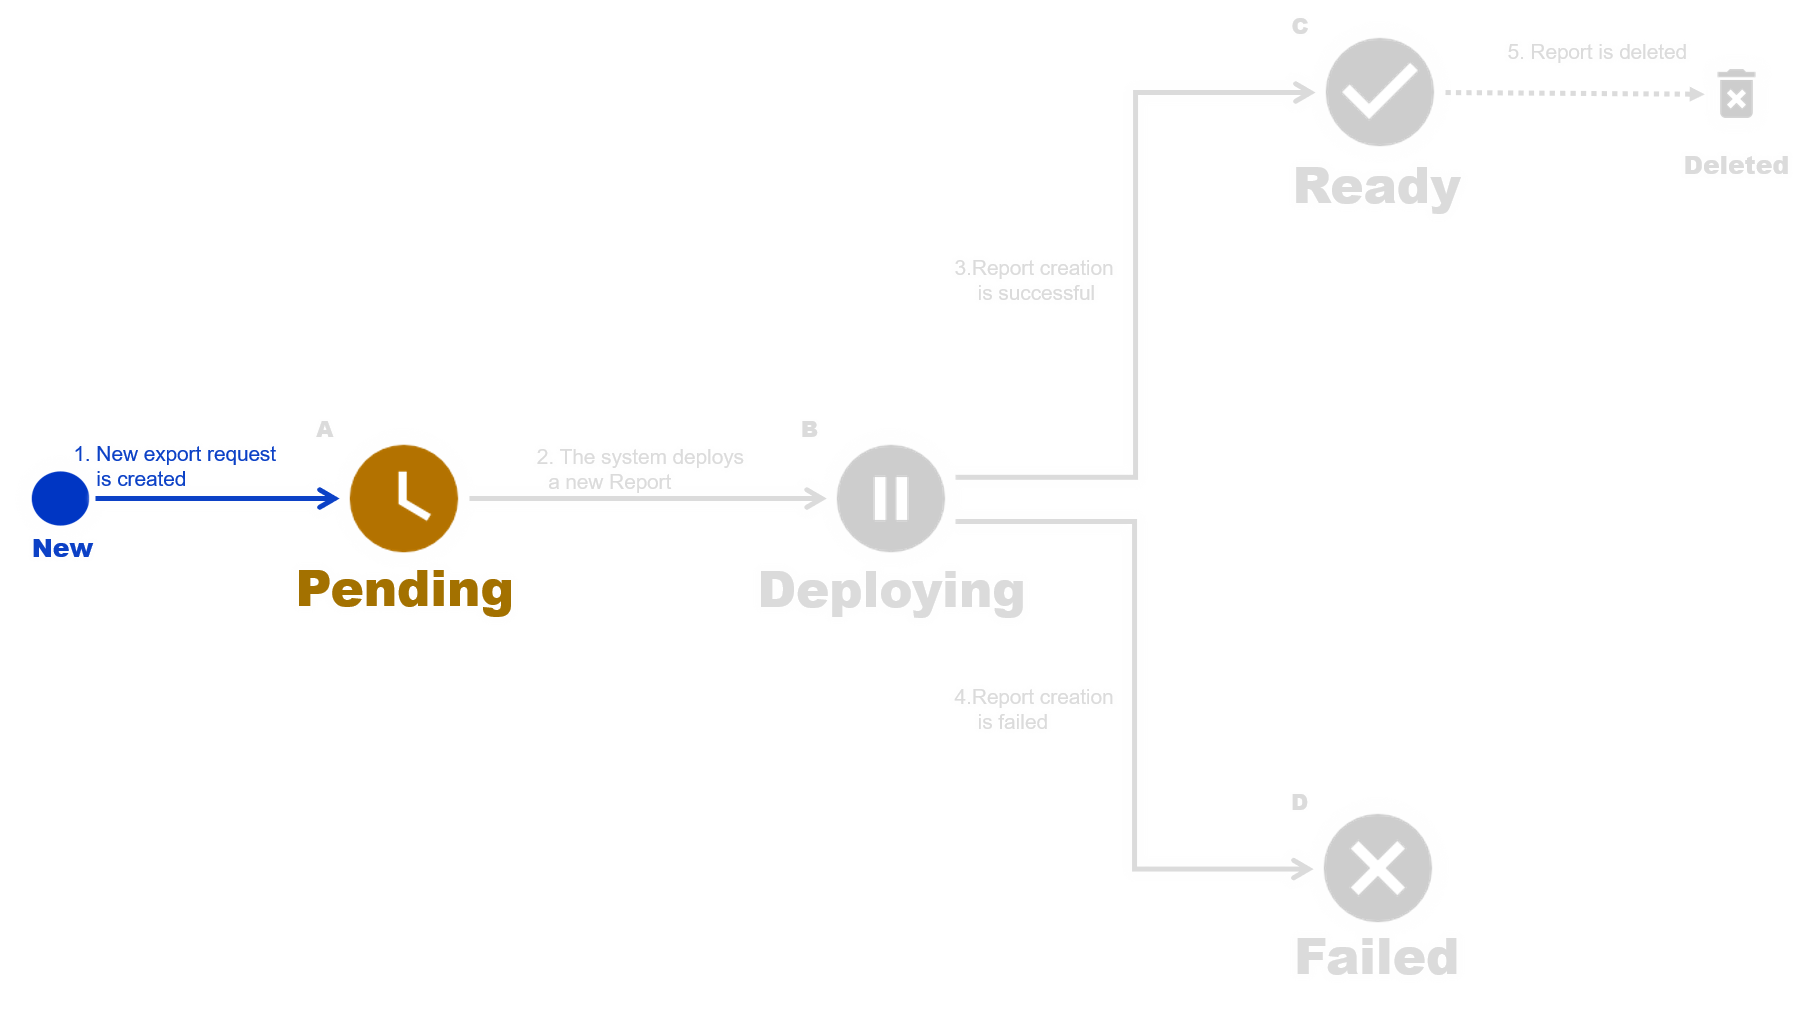 C
5. Report is deleted
Deleted
Ready
3.Report creation
is successful
A
B
1. New export request
is created
2. The system deploys
a new Report
New
Pending
Deploying
4.Report creation
is failed
D
Failed